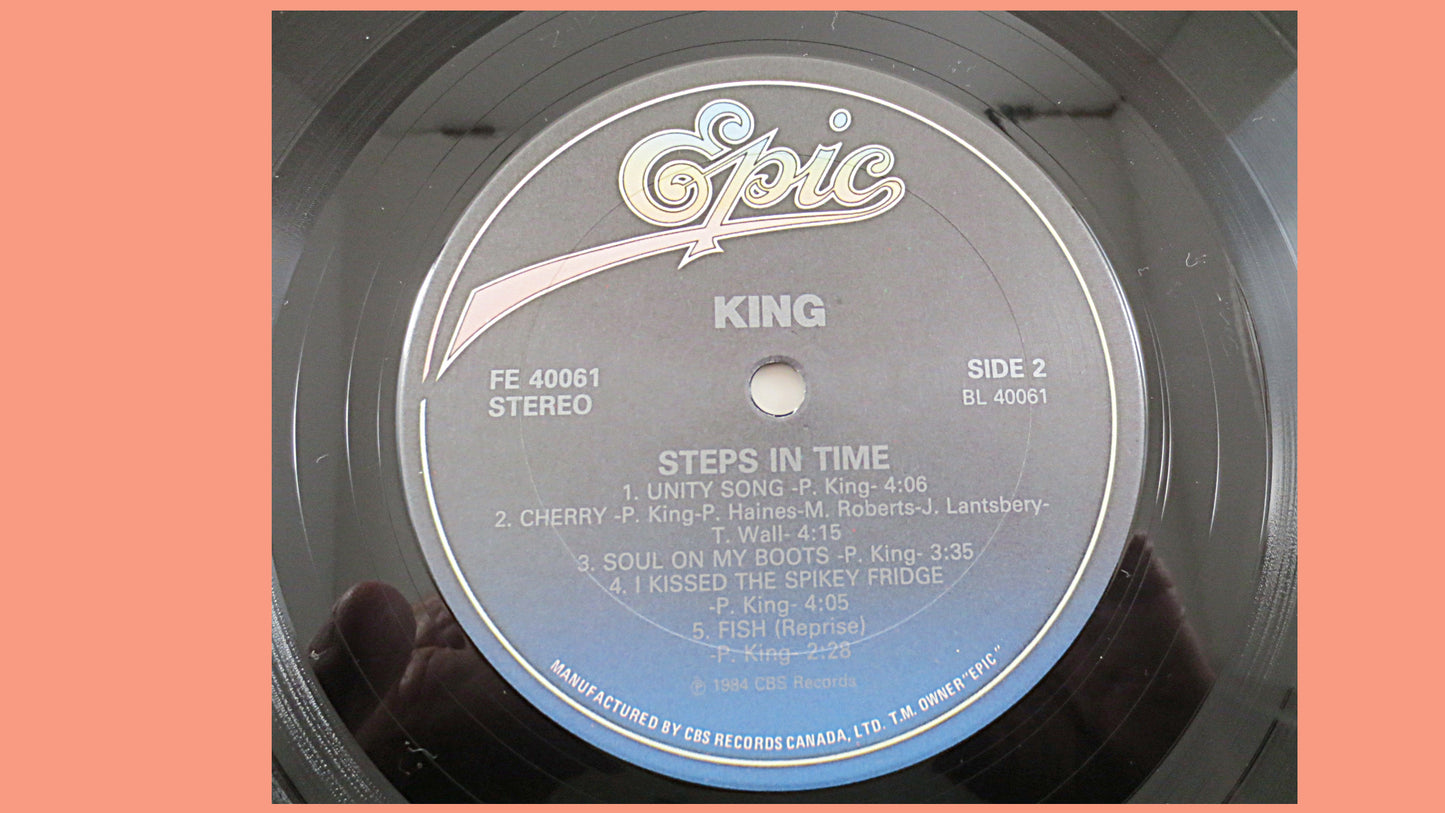 Epic
KING
FE 40061
STEREO
SIDE 2
BL 40061
STEPS IN TIME
1. UNITY SONG -P. King- 4:06
2. CHERRY -P. King-P. Haines-M. Roberts-J. Lantsbery-
T. Wall- 4:15
3. SOUL ON MY BOOTS -P. King- 3:35
4. I KISSED THE SPIKEY FRIDGE
-P. King- 4:05
5. FISH (Reprise)
-P. King- 2:28
℗ 1984 CBS Records
MANUFACTURED BY CBS RECORDS CANADA, LTD. T.M. OWNER "EPIC"